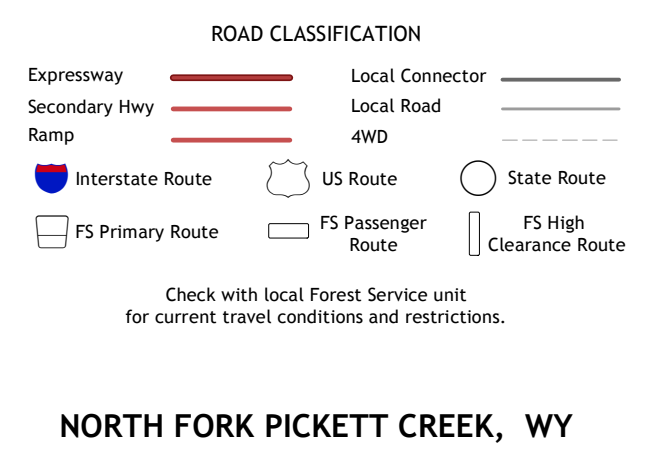 ROAD CLASSIFICATION
Expressway
Local Connector
Secondary Hwy
Local Road
Ramp
4WD
Interstate Route
US Route
State Route
FS Primary Route
FS Passenger
Route
FS High
Clearance Route
Check with local Forest Service unit
for current travel conditions and restrictions.
NORTH FORK PICKETT CREEK, WY